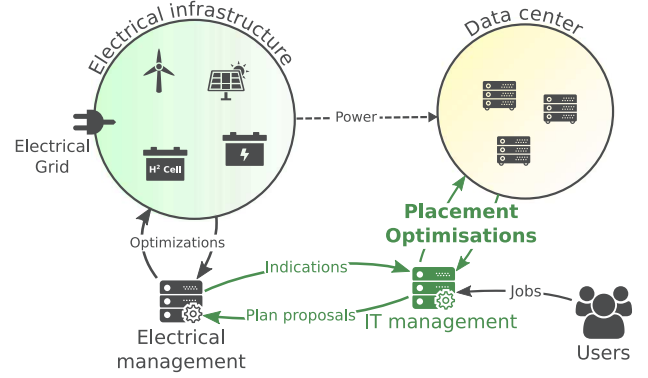 Electrical infrastructure
Data center
Electrical
Grid
H² Cell
Power
Placement
Optimisations
Optimizations
Indications
Plan proposals
Jobs
Electrical
management
IT management
Users